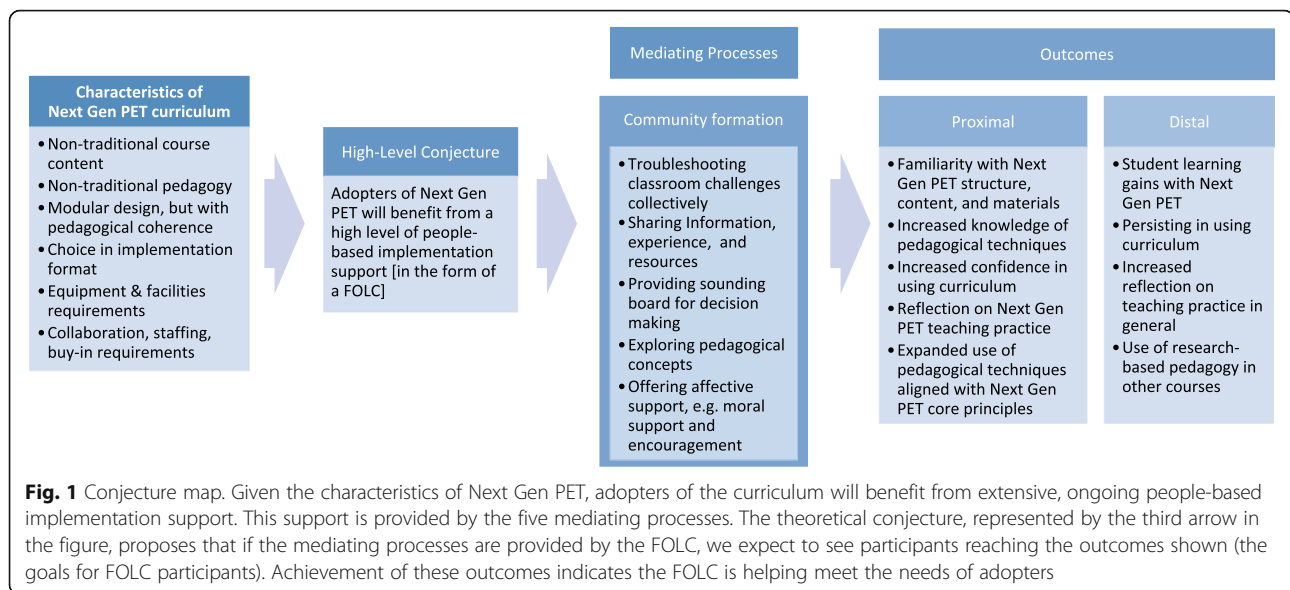 Characteristics of
Next Gen PET curriculum
•Non-traditional course
content
•Non-traditional pedagogy
•Modular design, but with
pedagogical coherence
•Choice in implementation
format
•Equipment & facilities
requirements
•Collaboration, staffing,
buy-in requirements
High-Level Conjecture
Adopters of Next Gen
PET will benefit from a
high level of people-
based implementation
support [in the form of
a FOLC]
Mediating Processes
Community formation
•Troubleshooting
classroom challenges
collectively
•Sharing Information,
experience, and
resources
•Providing sounding
board for decision
making
•Exploring pedagogical
concepts
•Offering affective
support, e.g. moral
support and
encouragement
Outcomes
Proximal
•Familiarity with Next
Gen PET structure,
content, and materials
•Increased knowledge of
pedagogical techniques
•Increased confidence in
using curriculum
•Reflection on Next Gen
PET teaching practice
•Expanded use of
pedagogical techniques
aligned with Next Gen
PET core principles
Distal
•Student learning
gains with Next
Gen PET
•Persisting in using
curriculum
•Increased
reflection on
teaching practice in
general
•Use of research-
based pedagogy in
other courses
Fig. 1 Conjecture map. Given the characteristics of Next Gen PET, adopters of the curriculum will benefit from extensive, ongoing people-based
implementation support. This support is provided by the five mediating processes. The theoretical conjecture, represented by the third arrow in
the figure, proposes that if the mediating processes are provided by the FOLC, we expect to see participants reaching the outcomes shown (the
goals for FOLC participants). Achievement of these outcomes indicates the FOLC is helping meet the needs of adopters